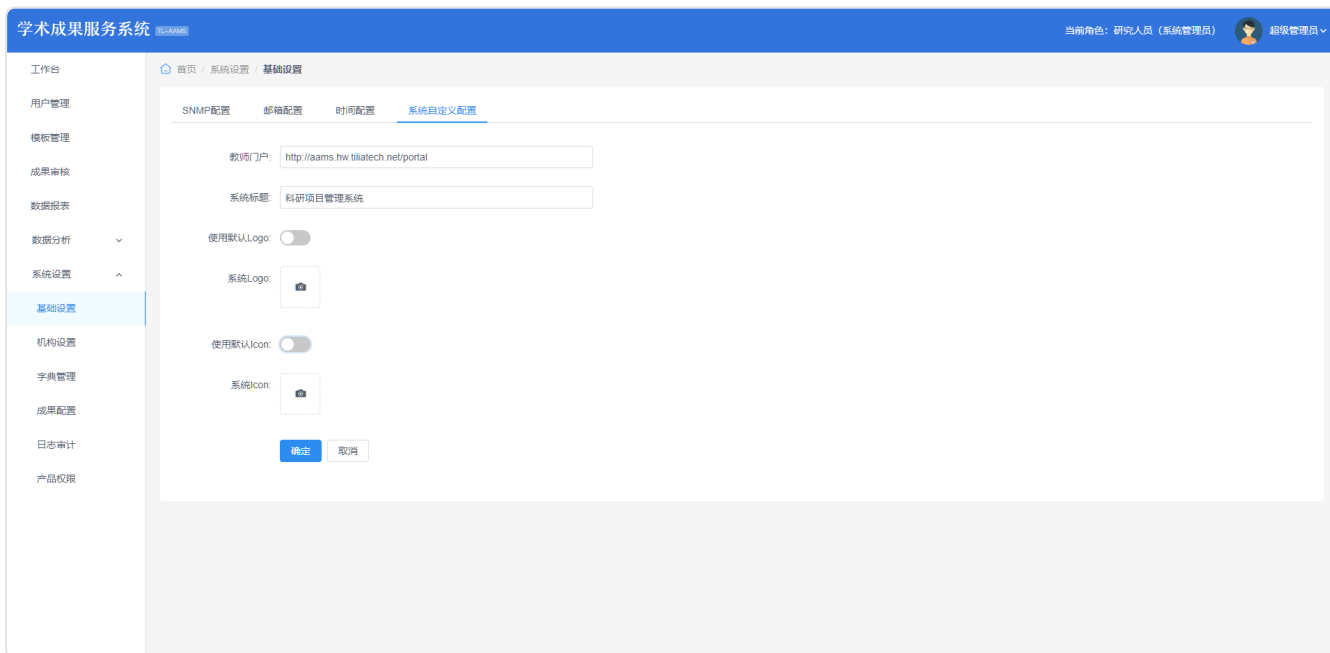 学术成果服务系统 TL-AAMS
当前角色：研究人员（系统管理员）
超级管理员
工作台
用户管理
模板管理
成果审核
数据报表
数据分析
系统设置
基础设置
机构设置
字典管理
成果配置
日志审计
产品权限
首页 / 系统设置 / 基础设置
SNMP配置 邮箱配置 时间配置 系统自定义配置
教师门户: http://aams.hw.tiliatech.net/portal
系统标题: 科研项目管理系统
使用默认Logo:
系统Logo:
使用默认Icon:
系统Icon:
确定 取消